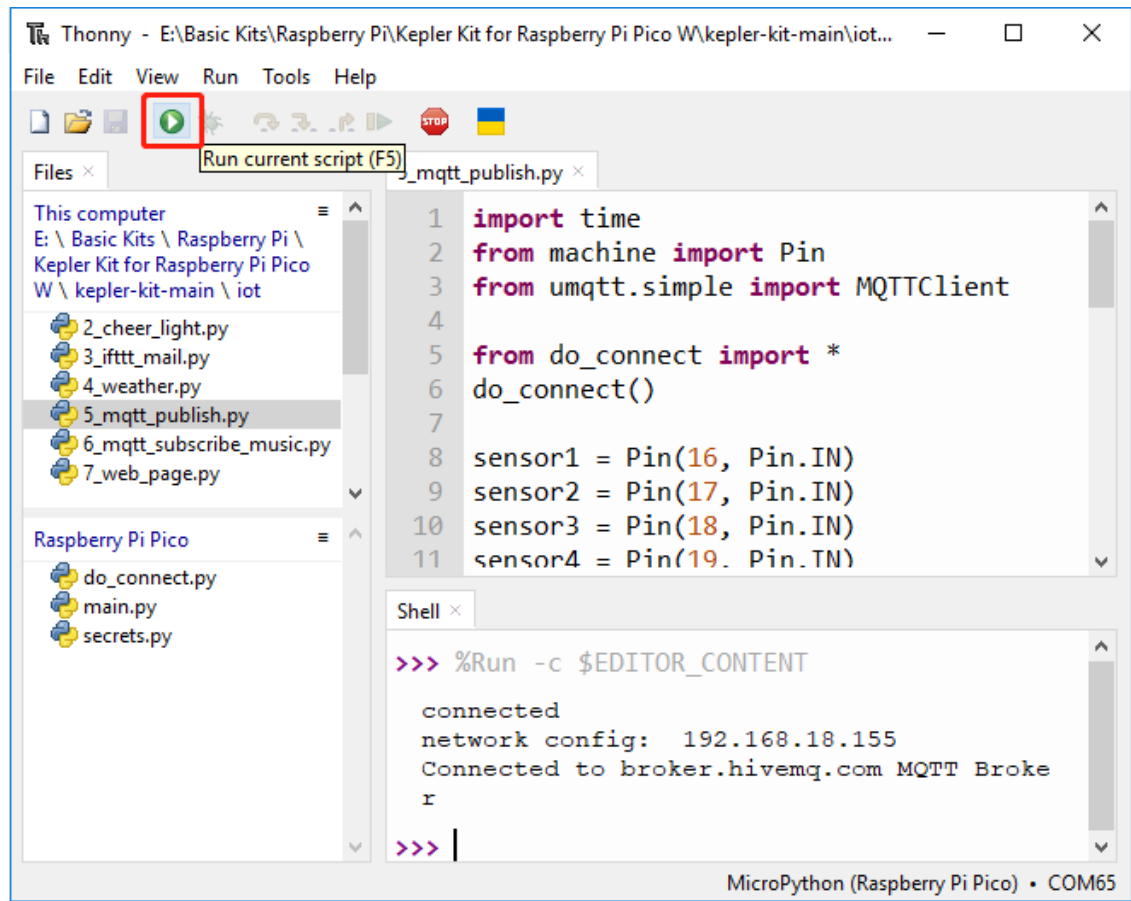 Thonny - E:\Basic Kits\Raspberry Pi\Kepler Kit for Raspberry Pi Pico W\kepler-kit-main\iot...
File Edit View Run Tools Help
STOP
Run current script (F5)
Files
This computer
E: \ Basic Kits \ Raspberry Pi \
Kepler Kit for Raspberry Pi Pico
W \ kepler-kit-main \ iot
2_cheer_light.py
3_ifttt_mail.py
4_weather.py
5_mqtt_publish.py
6_mqtt_subscribe_music.py
7_web_page.py
Raspberry Pi Pico
do_connect.py
main.py
secrets.py
5_mqtt_publish.py
1 import time
2 from machine import Pin
3 from umqtt.simple import MQTTClient
4
5 from do_connect import *
6 do_connect()
7
8 sensor1 = Pin(16, Pin.IN)
9 sensor2 = Pin(17, Pin.IN)
10 sensor3 = Pin(18, Pin.IN)
11 sensor4 = Pin(19, Pin.IN)
Shell
>>> %Run -c $EDITOR_CONTENT
connected
network config:  192.168.18.155
Connected to broker.hivemq.com MQTT Broke
r
>>>
MicroPython (Raspberry Pi Pico) • COM65